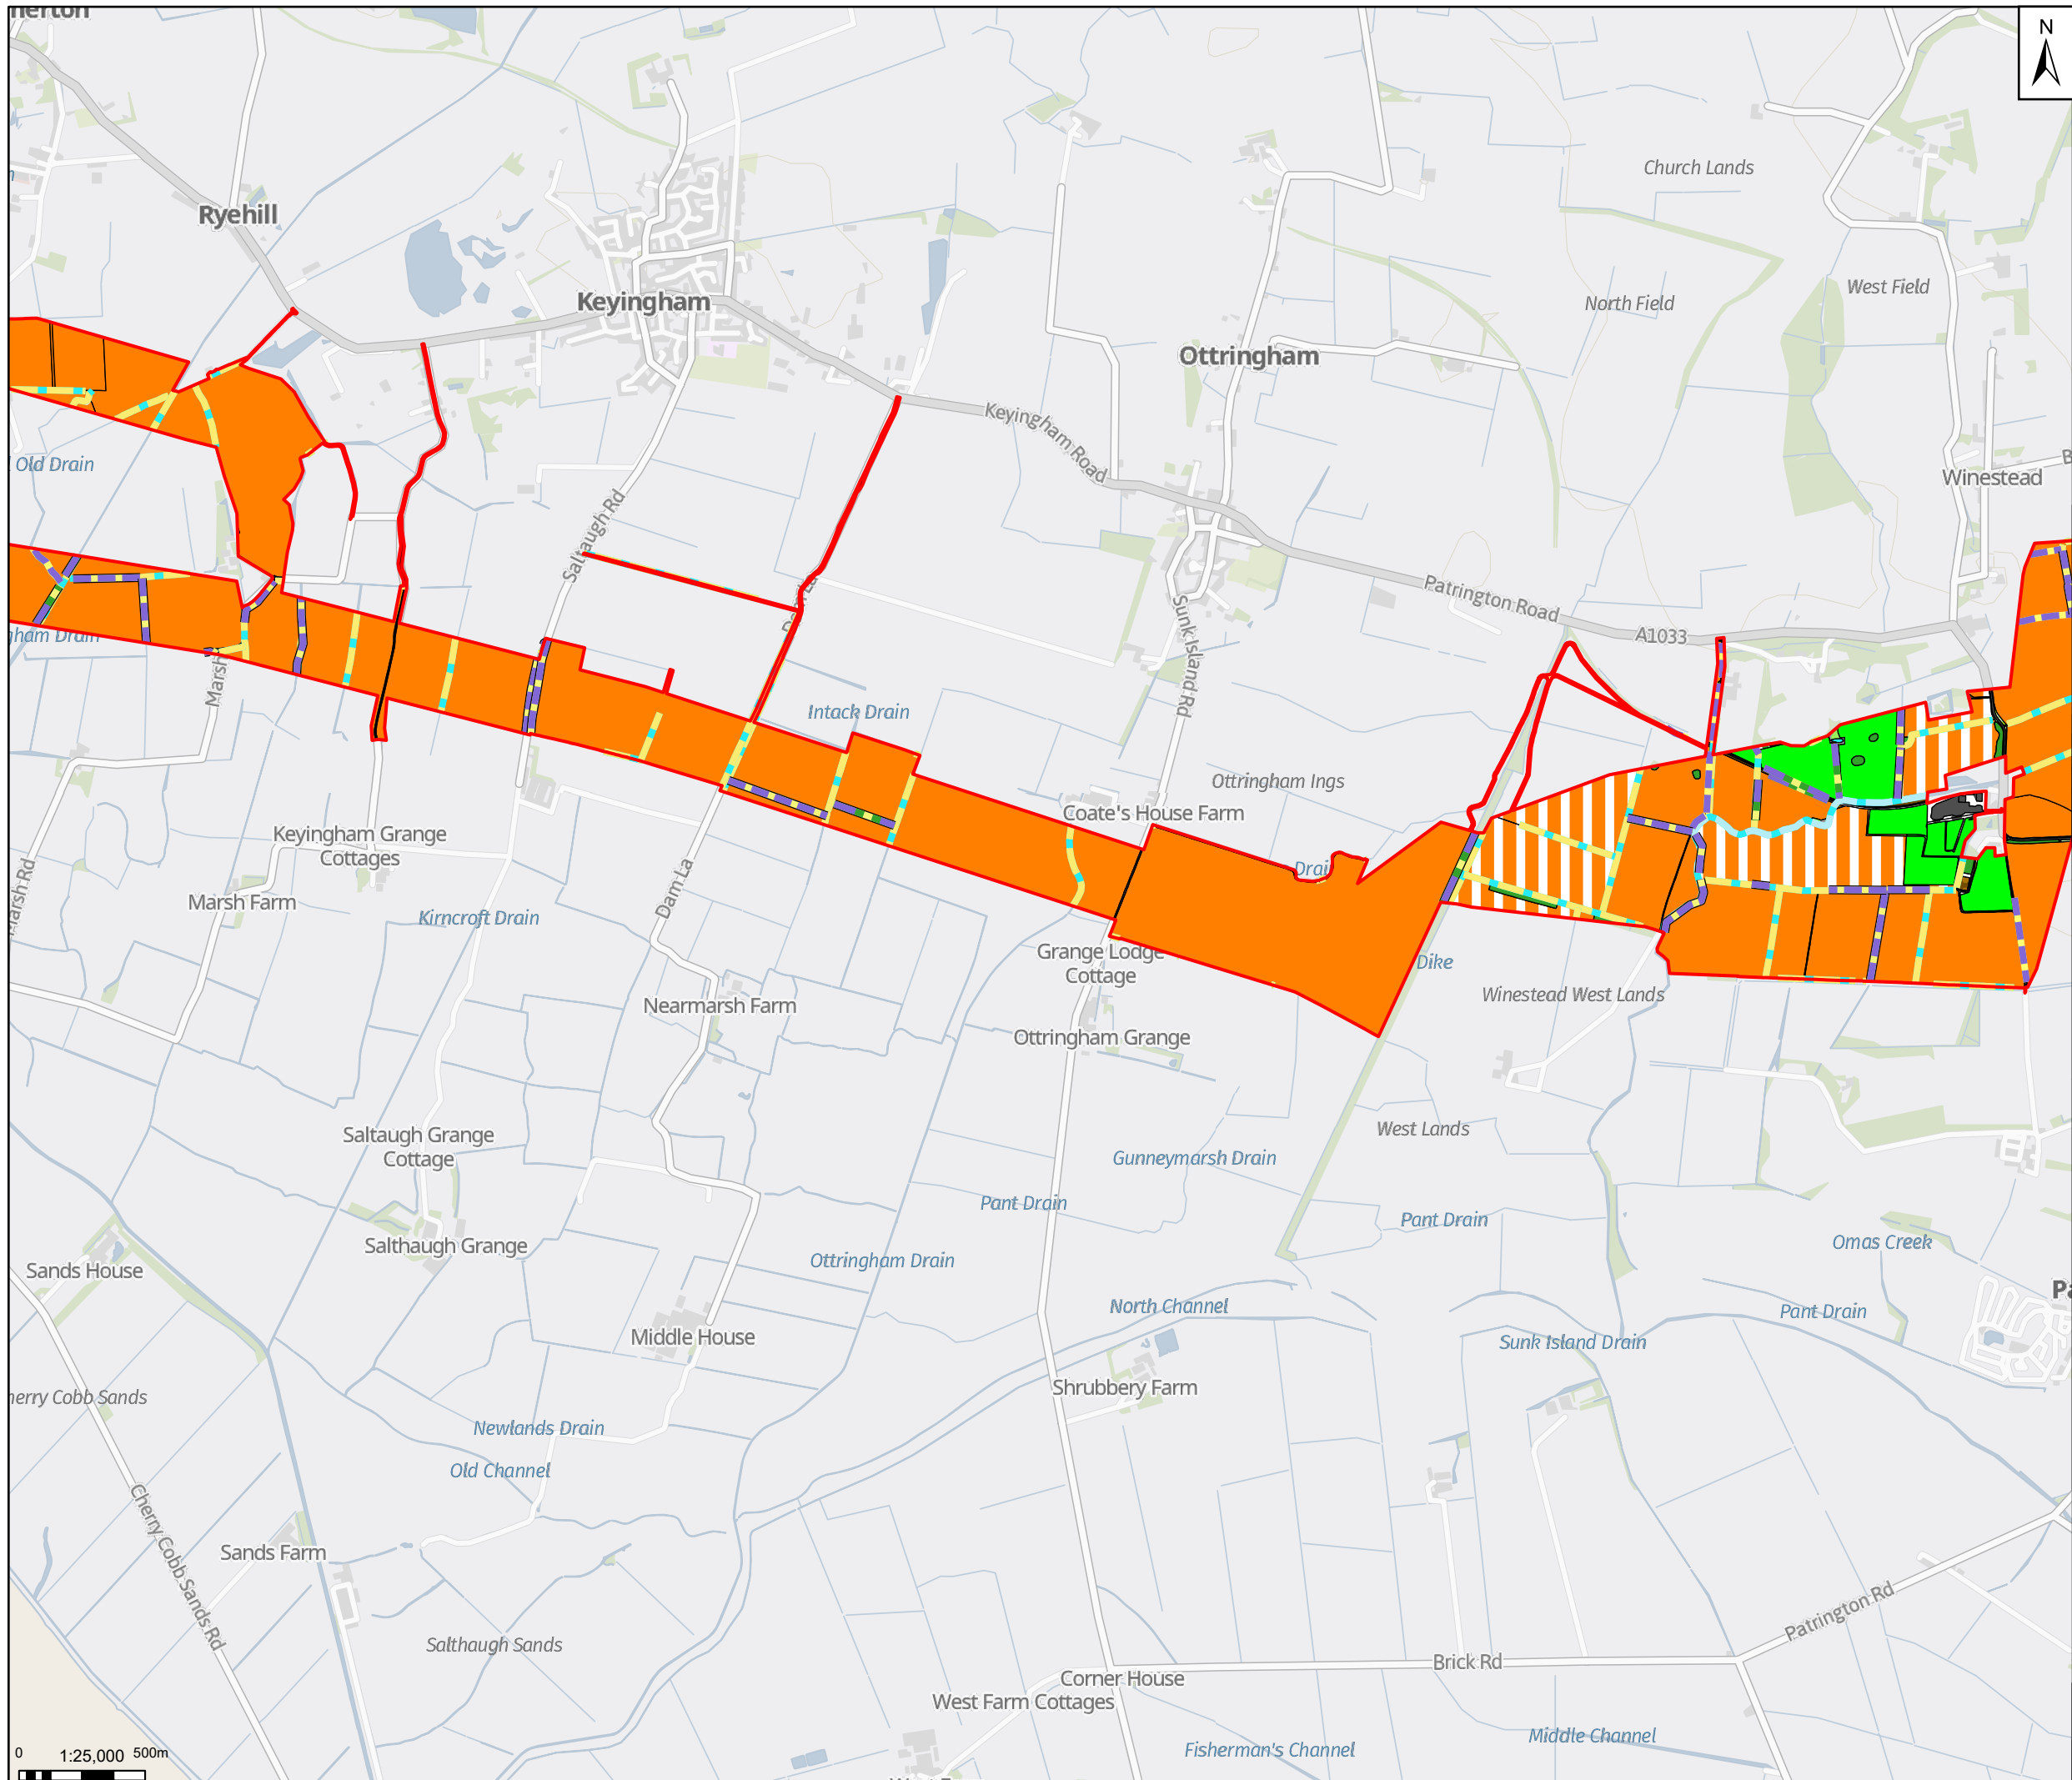 N
Church Lands
Ryehill
West Field
Keyingham
North Field
Ottringham
Keyingham Road
Old Drain
Winestead
Saltaugh Rd
Patrington Road
A1033
Sunk Island Rd
Intack Drain
Ottringham Ings
Coate's House Farm
Keyingham Grange
Cottages
Marsh Rd
Marsh Farm
Dam La
Kirncroft Drain
Grange Lodge
Cottage
Dike
Winestead West Lands
Nearmarsh Farm
Ottringham Grange
West Lands
Saltaugh Grange
Cottage
Gunneymarsh Drain
Pant Drain
Pant Drain
Salthaugh Grange
Omas Creek
Sands House
Ottringham Drain
North Channel
Pant Drain
Middle House
Sunk Island Drain
Shrubbery Farm
Newlands Drain
Old Channel
Cherry Cobb Sands Rd
Sands Farm
Patrington Rd
Salthaugh Sands
Brick Rd
Corner House
West Farm Cottages
Middle Channel
Fisherman's Channel
0 1:25,000 500m